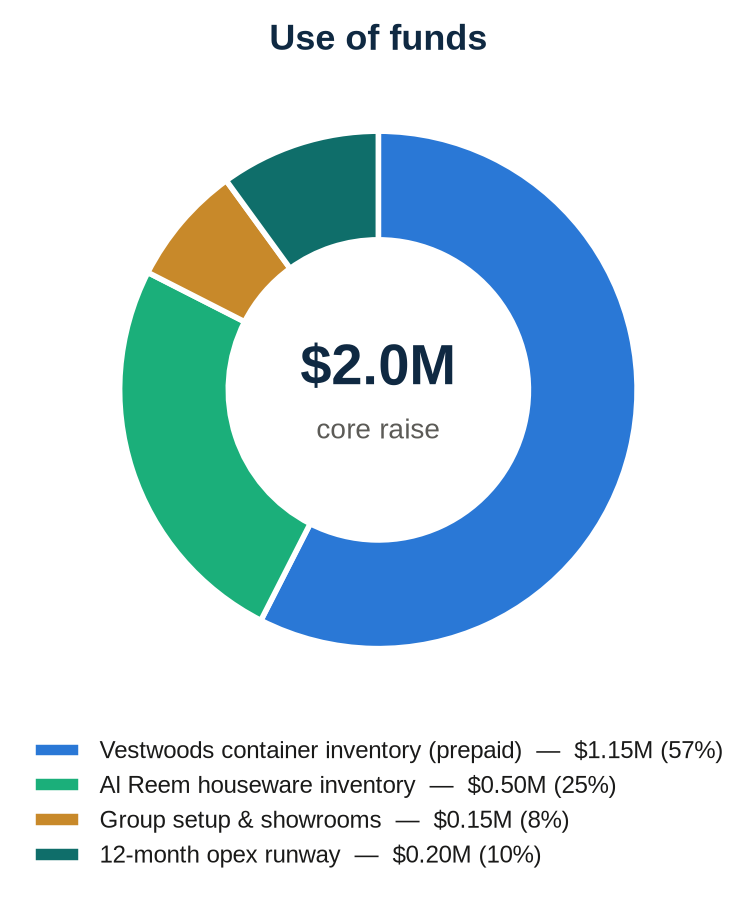 Use of funds
$2.0M
core raise
Vestwoods container inventory (prepaid) — $1.15M (57%)
Al Reem houseware inventory — $0.50M (25%)
Group setup & showrooms — $0.15M (8%)
12-month opex runway — $0.20M (10%)